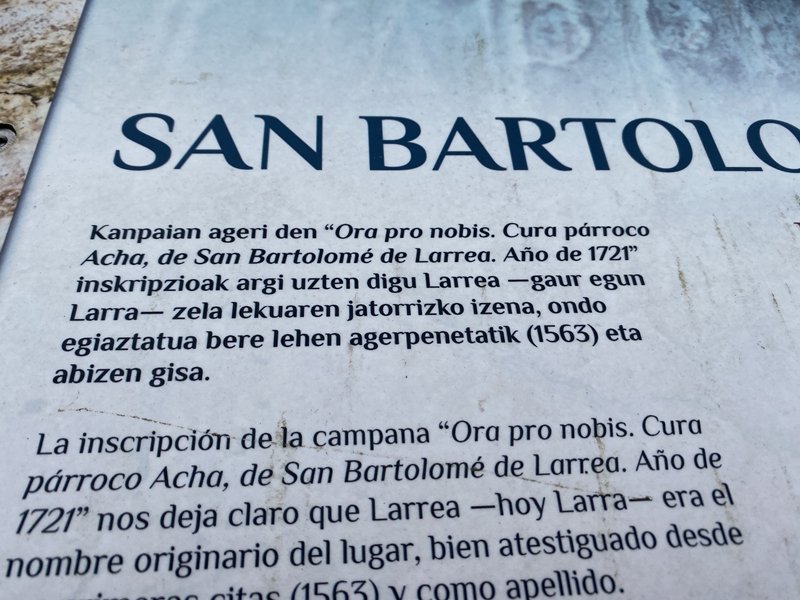 SAN BARTOLO
Kanpaian ageri den “Ora pro nobis. Cura párroco
Acha, de San Bartolomé de Larrea. Año de 1721”
inskripzioak argi uzten digu Larrea —gaur egun
Larra— zela lekuaren jatorrizko izena, ondo
egiaztatua bere lehen agerpenetatik (1563) eta
abizen gisa.
La inscripción de la campana “Ora pro nobis. Cura
párroco Acha, de San Bartolomé de Larrea. Año de
1721” nos deja claro que Larrea —hoy Larra— era el
nombre originario del lugar, bien atestiguado desde
primeras citas (1563) y como apellido.